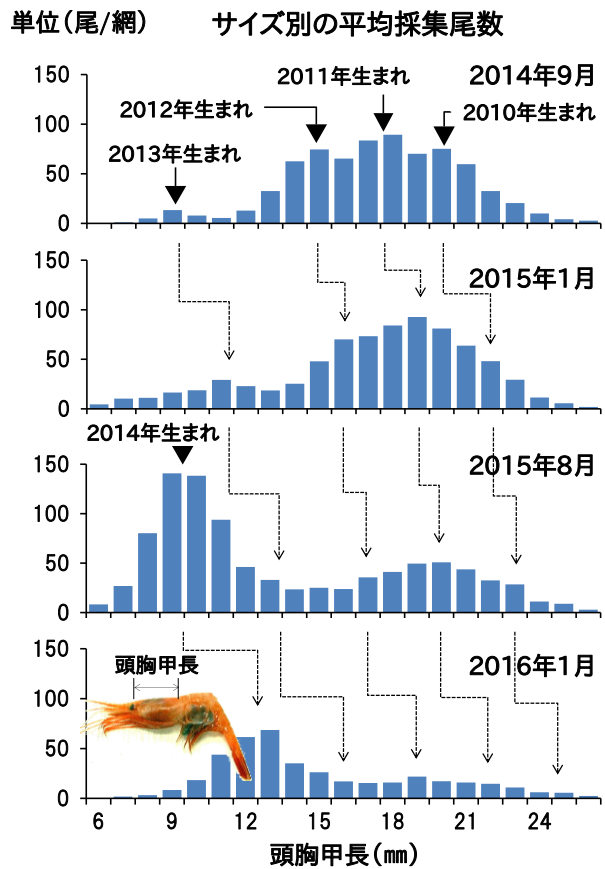 単位（尾/網） サイズ別の平均採集尾数
150
100
50
0
2014年9月
2011年生まれ
2012年生まれ
2010年生まれ
2013年生まれ
150
100
50
0
2015年1月
2014年生まれ
150
100
50
0
2015年8月
150
100
50
0
2016年1月
頭胸甲長
6 9 12 15 18 21 24
頭胸甲長（㎜）